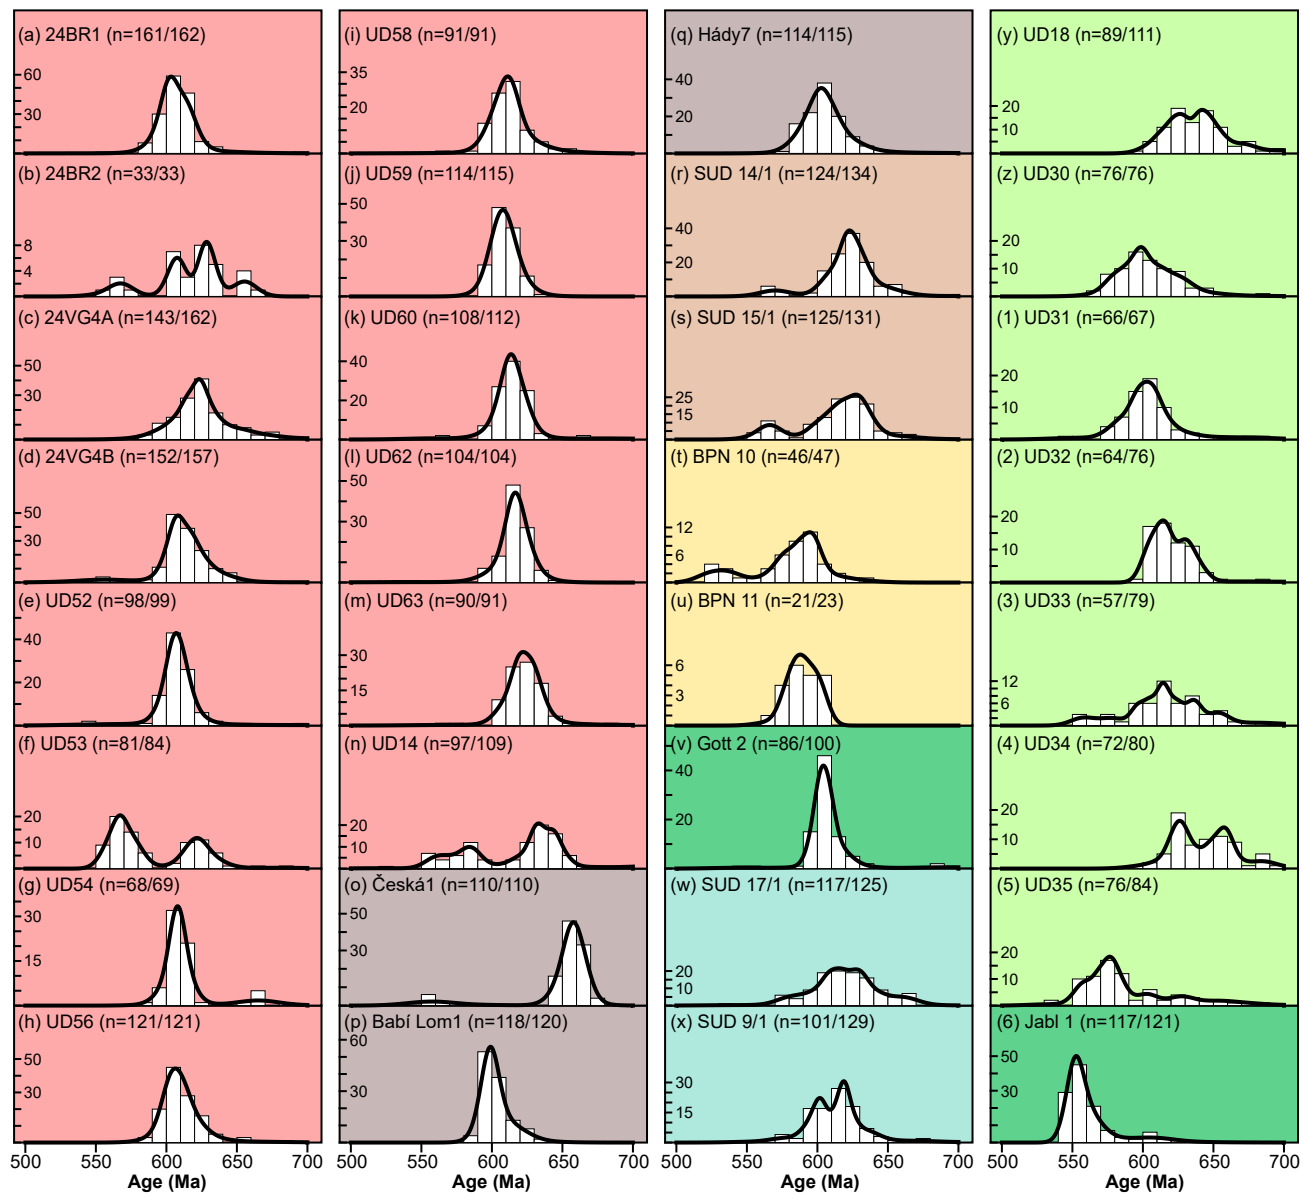 (a) 24BR1 (n=161/162)
60
30
(b) 24BR2 (n=33/33)
8
4
(c) 24VG4A (n=143/162)
50
30
(d) 24VG4B (n=152/157)
50
30
(e) UD52 (n=98/99)
40
20
(f) UD53 (n=81/84)
20
10
(g) UD54 (n=68/69)
30
15
(h) UD56 (n=121/121)
50
30
500 550 600 650 700
Age (Ma)
(i) UD58 (n=91/91)
35
20
(j) UD59 (n=114/115)
50
30
(k) UD60 (n=108/112)
40
20
(l) UD62 (n=104/104)
50
30
(m) UD63 (n=90/91)
30
15
(n) UD14 (n=97/109)
20
10
(o) Česká1 (n=110/110)
50
30
(p) Babí Lom1 (n=118/120)
60
30
500 550 600 650 700
Age (Ma)
(q) Hády7 (n=114/115)
40
20
(r) SUD 14/1 (n=124/134)
40
20
(s) SUD 15/1 (n=125/131)
25
15
(t) BPN 10 (n=46/47)
12
6
(u) BPN 11 (n=21/23)
6
3
(v) Gott 2 (n=86/100)
40
20
(w) SUD 17/1 (n=117/125)
20
10
(x) SUD 9/1 (n=101/129)
30
15
500 550 600 650 700
Age (Ma)
(y) UD18 (n=89/111)
20
10
(z) UD30 (n=76/76)
20
10
(1) UD31 (n=66/67)
20
10
(2) UD32 (n=64/76)
20
10
(3) UD33 (n=57/79)
12
6
(4) UD34 (n=72/80)
20
10
(5) UD35 (n=76/84)
20
10
(6) Jabl 1 (n=117/121)
50
30
500 550 600 650 700
Age (Ma)